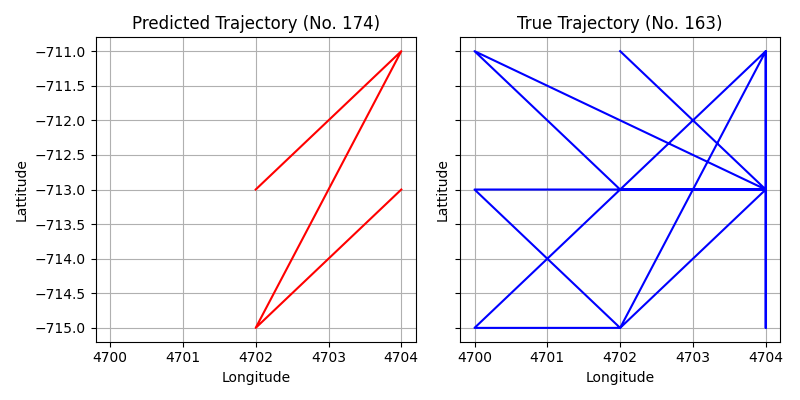 Predicted Trajectory (No. 174)
True Trajectory (No. 163)
−711.0
−711.5
−712.0
−712.5
−713.0
−713.5
−714.0
−714.5
−715.0
Lattitude
Lattitude
4700 4701 4702 4703 4704
4700 4701 4702 4703 4704
Longitude
Longitude